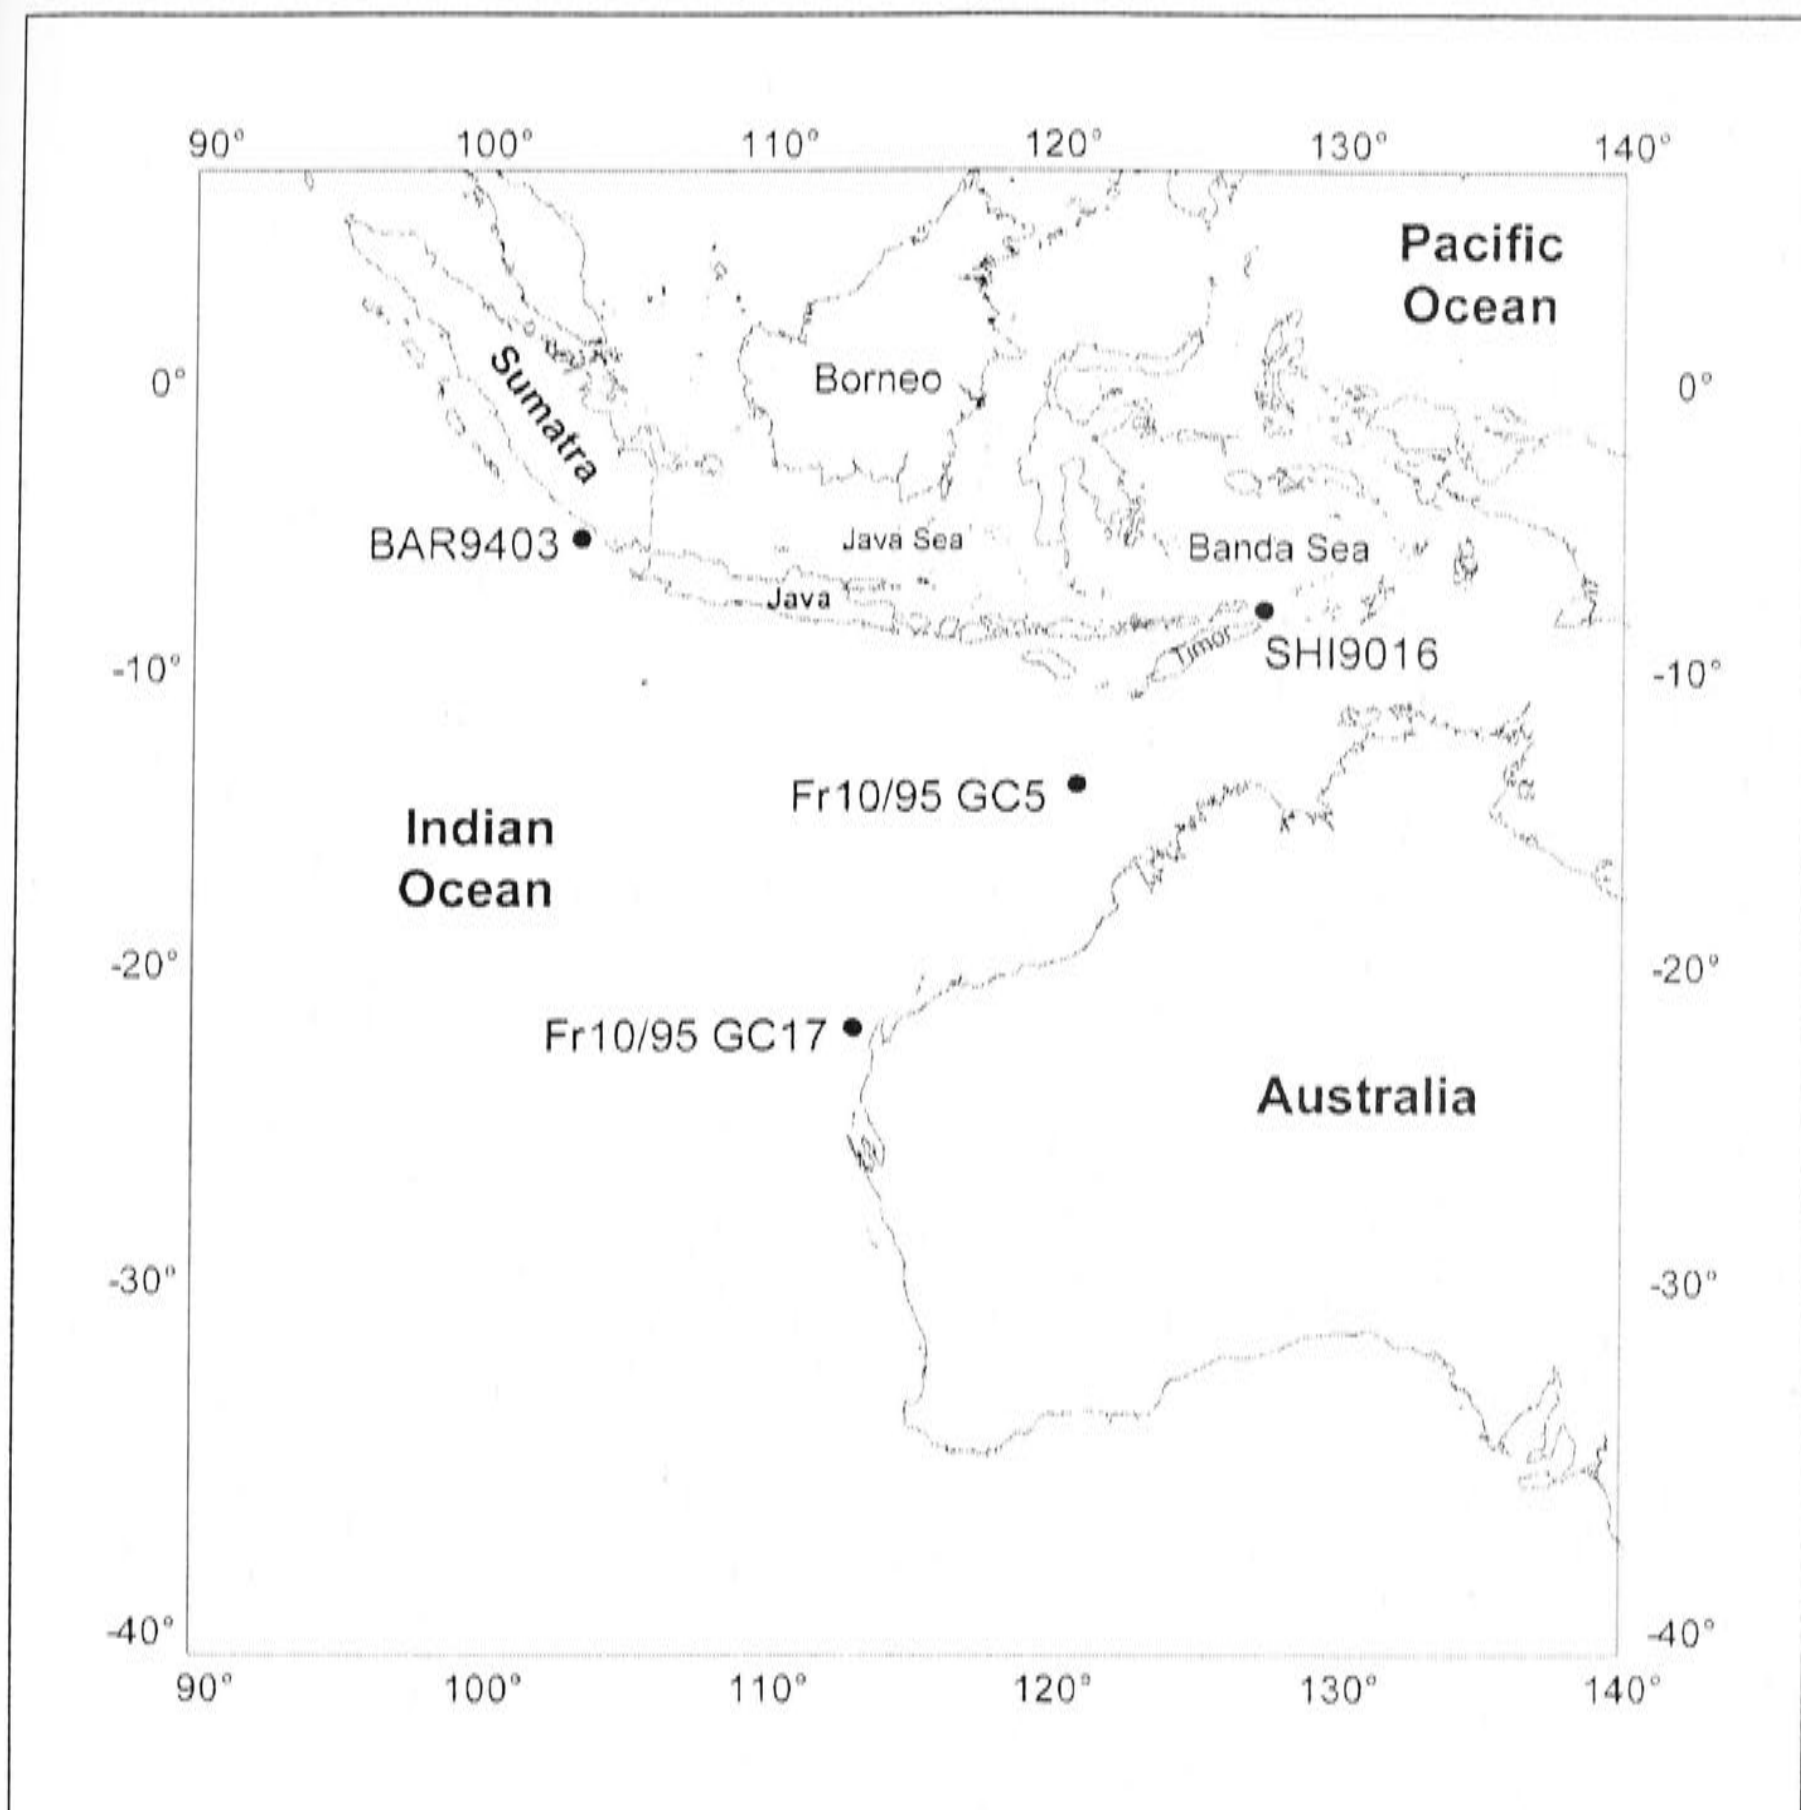 90° 100° 110° 120° 130° 140°
Pacific
Ocean
Sumatra
Borneo
0° 0°
BAR9403
Java Sea
Banda Sea
Java
Timor
SHI9016
-10° -10°
Fr10/95 GC5
Indian
Ocean
-20° -20°
Fr10/95 GC17
Australia
-30° -30°
-40° -40°
90° 100° 110° 120° 130° 140°